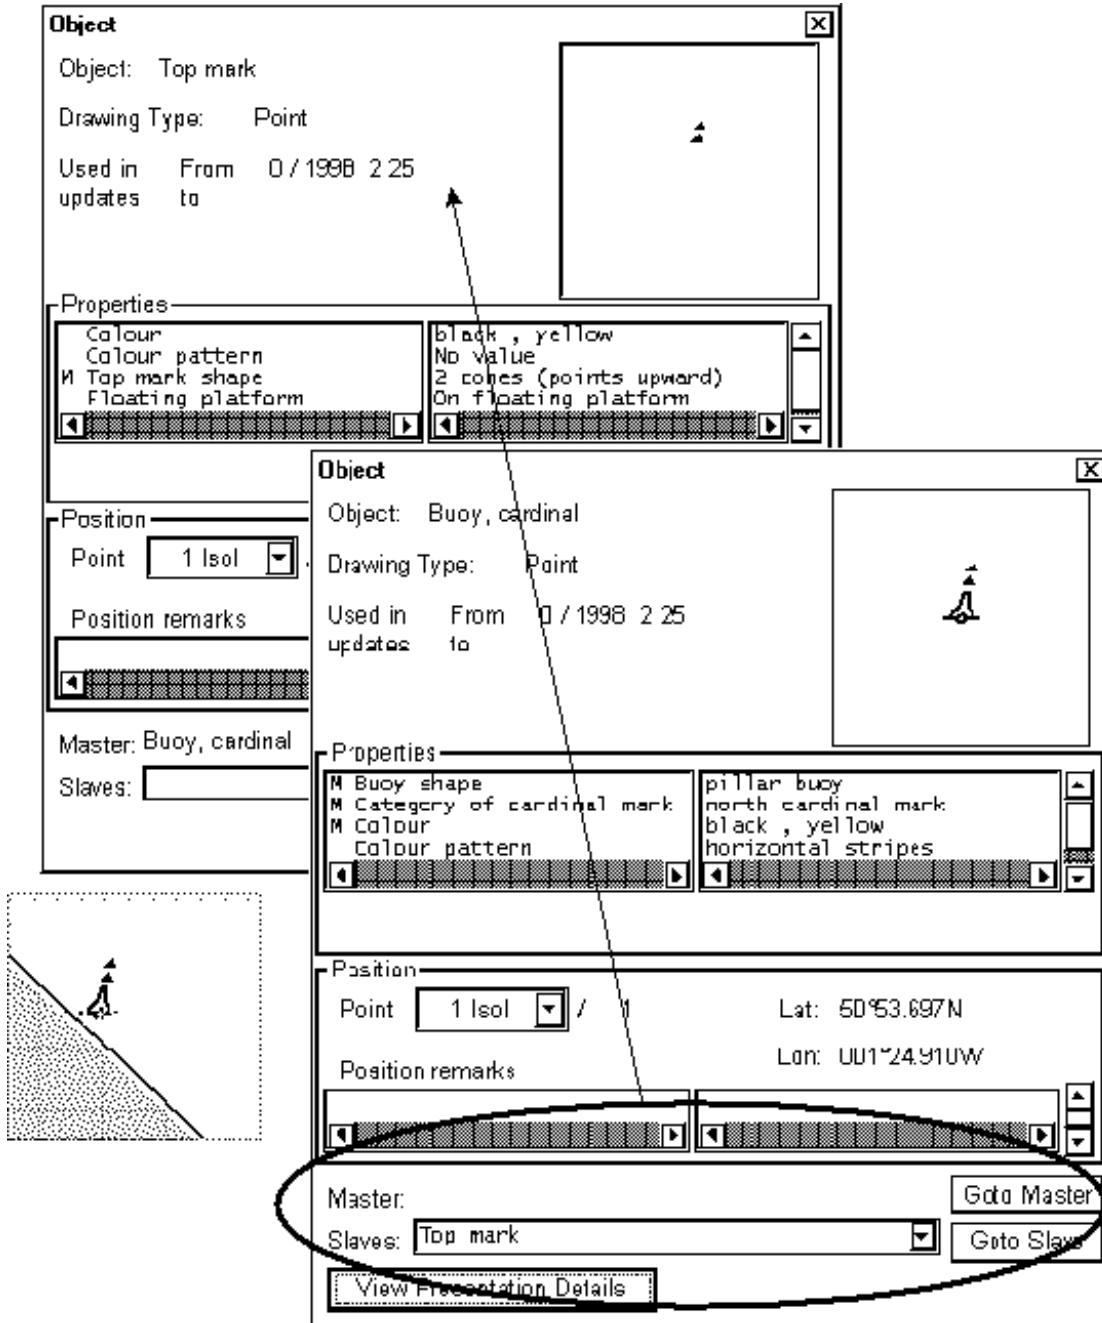 Object
Object: Top mark
Drawing Type: Point
Used in From 0 / 1998 2 25
updates to
Properties
Colour black , yellow
Colour pattern No value
M Top mark shape 2 cones (points upward)
Floating platform On floating platform
Position
Point 1 Isol
Position remarks
Master: Buoy, cardinal
Slaves:
Object
Object: Buoy, cardinal
Drawing Type: Point
Used in From 0 / 1998 2 25
updates to
Properties
M Buoy shape pillar buoy
M Category of cardinal mark north cardinal mark
M Colour black , yellow
Colour pattern horizontal stripes
Position
Point 1 Isol / 1 Lat: 50°53.697N
Lon: 001°24.910W
Position remarks
Master: Goto Master
Slaves: Top mark Goto Slave
View Presentation Details